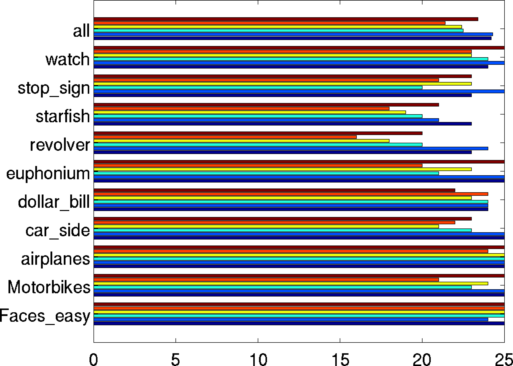 all
watch
stop_sign
starfish
revolver
euphonium
dollar_bill
car_side
airplanes
Motorbikes
Faces_easy
0 5 10 15 20 25